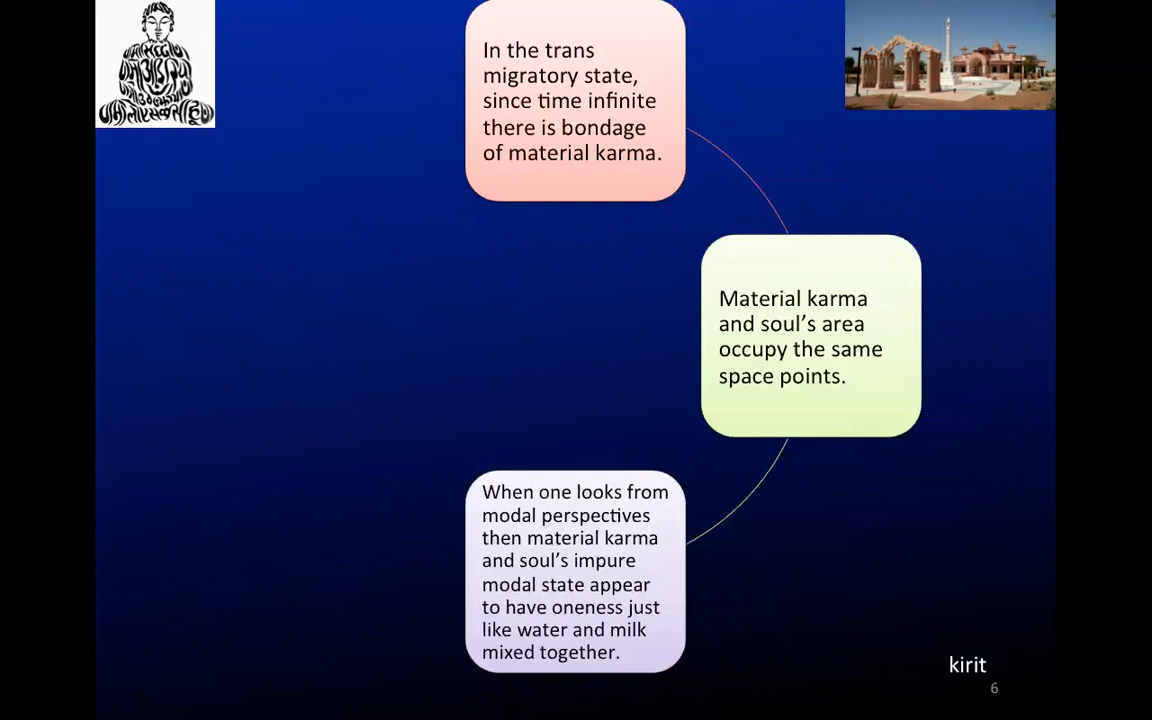 In the trans
migratory state,
since time infinite
there is bondage
of material karma.
Material karma
and soul's area
occupy the same
space points.
When one looks from
modal perspectives
then material karma
and soul's impure
modal state appear
to have oneness just
like water and milk
mixed together.
kirit
6